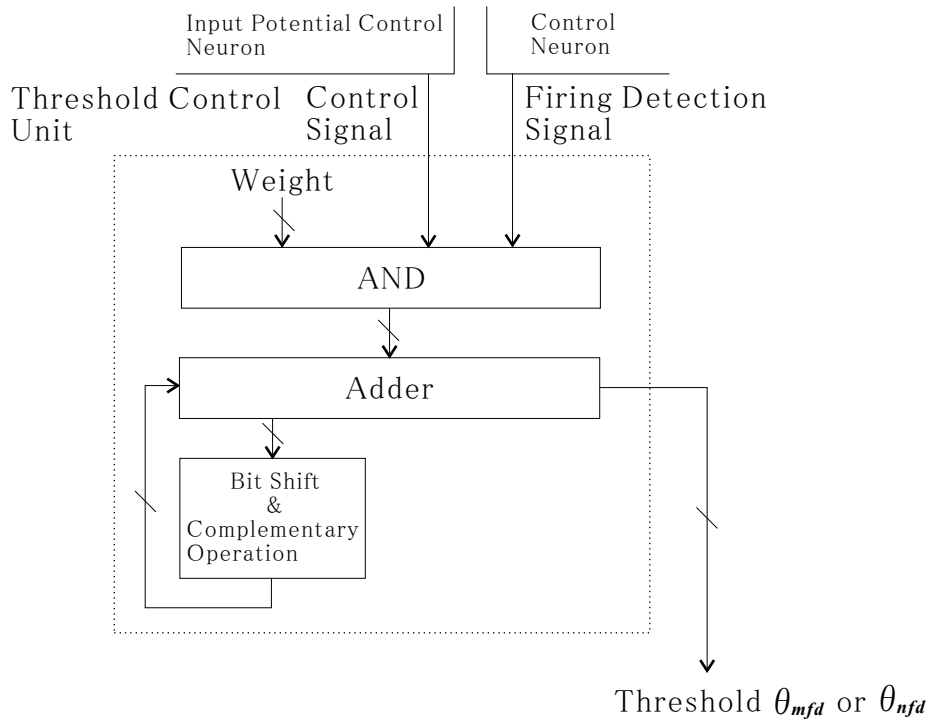 Input Potential Control
Neuron
Control
Neuron
Threshold Control
Unit
Control
Signal
Firing Detection
Signal
Weight
AND
Adder
Bit Shift
&
Complementary
Operation
Threshold θmfd or θnfd